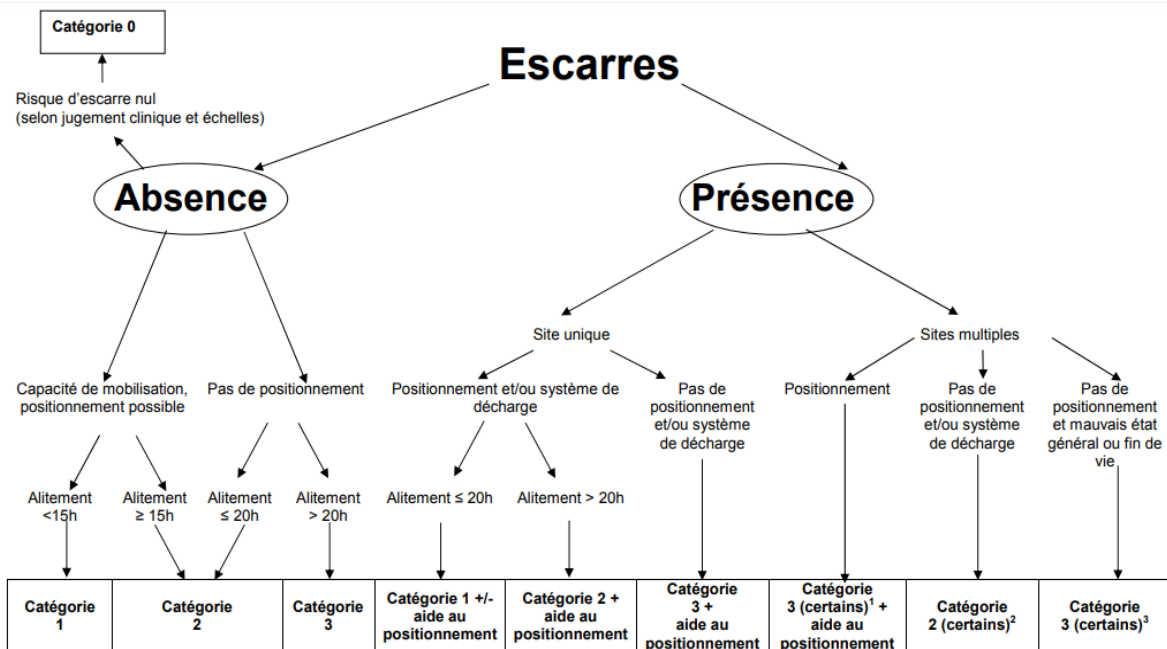 Catégorie 0
Escarres
Risque d'escarre nul
(selon jugement clinique et échelles)
Absence
Présence
Site unique
Sites multiples
Capacité de mobilisation,
positionnement possible
Pas de positionnement
Positionnement et/ou système de
décharge
Pas de
positionnement
et/ou système
de décharge
Positionnement
Pas de
positionnement
et/ou système
de décharge
Pas de
positionnement
et mauvais état
général ou fin de
vie
Alitement
<15h
Alitement
≥ 15h
Alitement
≤ 20h
Alitement
> 20h
Alitement ≤ 20h
Alitement > 20h
Catégorie
1
Catégorie
2
Catégorie
3
Catégorie 1 +/-
aide au
positionnement
Catégorie 2 +
aide au
positionnement
Catégorie
3 +
aide au
positionnement
Catégorie
3 (certains)¹ +
aide au
positionnement
Catégorie
2 (certains)²
Catégorie
3 (certains)³